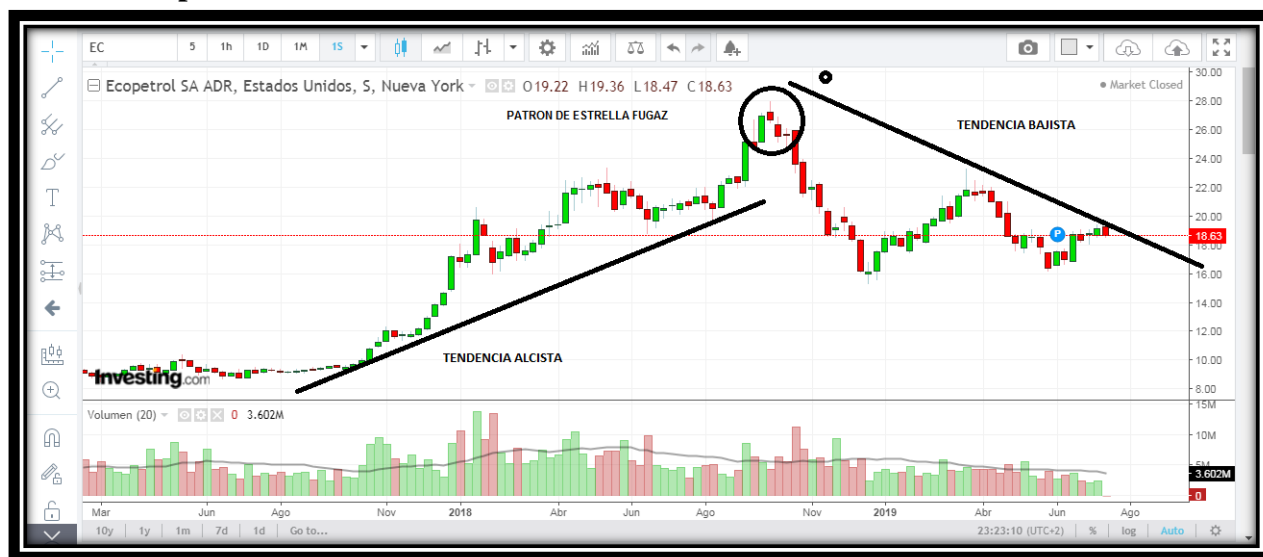 EC 5 1h 1D 1M 1S
Ecopetrol SA ADR, Estados Unidos, S, Nueva York O19.22 H19.36 L18.47 C18.63
Market Closed
PATRON DE ESTRELLA FUGAZ
TENDENCIA BAJISTA
TENDENCIA ALCISTA
P
30.00
28.00
26.00
24.00
22.00
20.00
18.63
18.00
16.00
14.00
12.00
10.00
8.00
Investing.com
Volumen (20) 0 3.602M
15M
10M
5M
3.602M
0
Mar Jun Ago Nov 2018 Abr Jun Ago Nov 2019 Abr Jun Ago
10y 1y 1m 7d 1d Go to... 23:23:10 (UTC+2) % log Auto